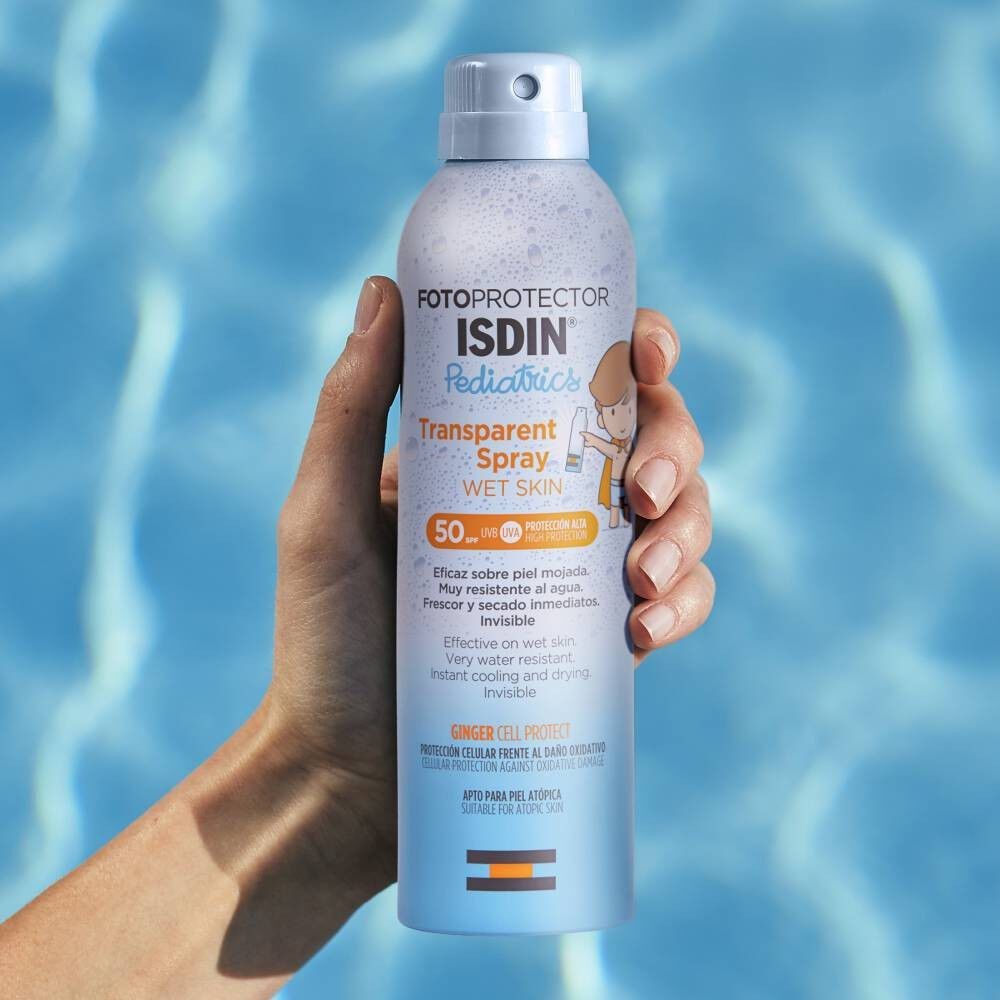 FOTOPROTECTOR
ISDIN®
Pediatrics
Transparent
Spray
WET SKIN
50 SPF UVB UVA PROTECCIÓN ALTA
HIGH PROTECTION
Eficaz sobre piel mojada.
Muy resistente al agua.
Frescor y secado inmediatos.
Invisible
Effective on wet skin.
Very water resistant.
Instant cooling and drying.
Invisible
GINGER CELL PROTECT
PROTECCIÓN CELULAR FRENTE AL DAÑO OXIDATIVO
CELLULAR PROTECTION AGAINST OXIDATIVE DAMAGE
APTO PARA PIEL ATÓPICA
SUITABLE FOR ATOPIC SKIN